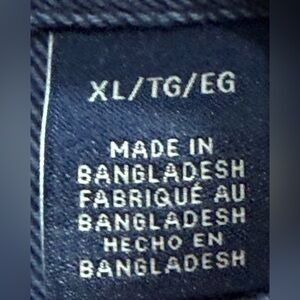 XL/TG/EG
MADE IN
BANGLADESH
FABRIQUÉ AU
BANGLADESH
HECHO EN
BANGLADESH